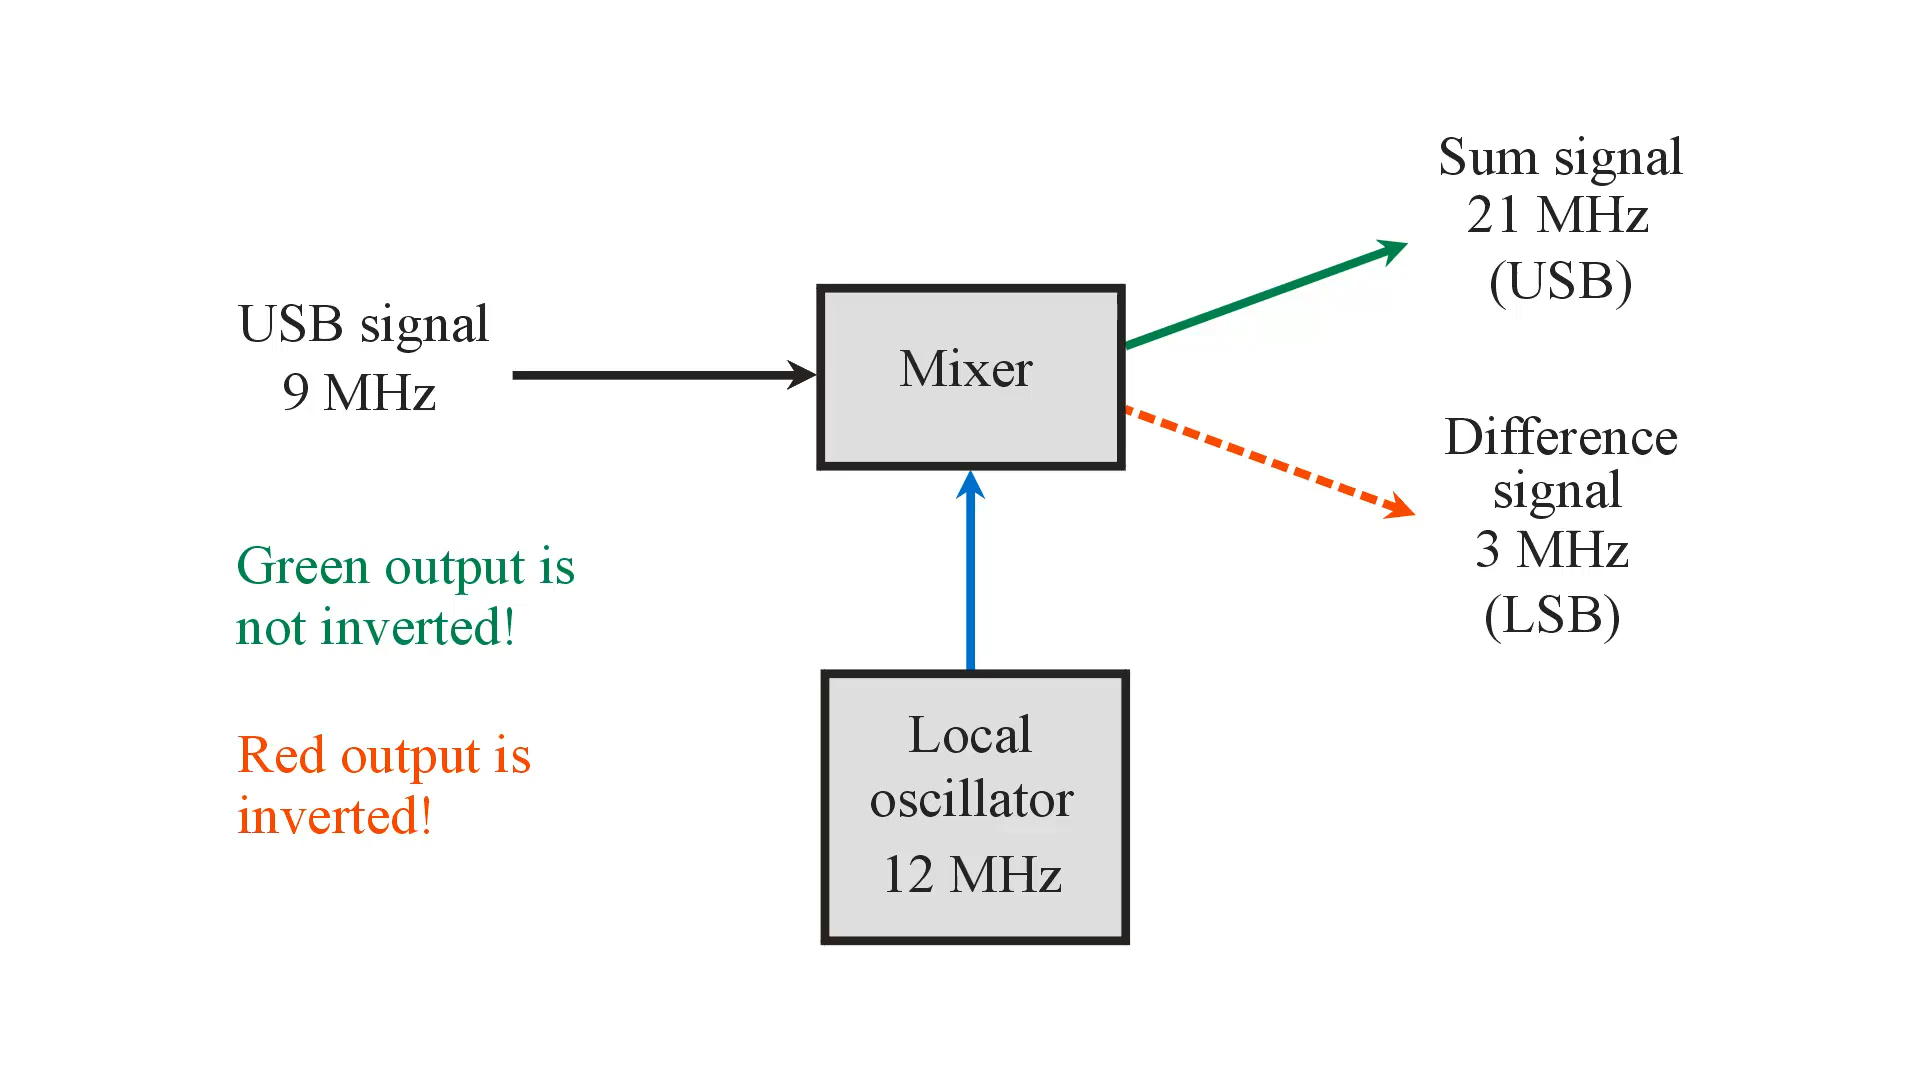 USB signal
9 MHz
Mixer
Sum signal
21 MHz
(USB)
Difference
signal
3 MHz
(LSB)
Green output is
not inverted!
Red output is
inverted!
Local
oscillator
12 MHz